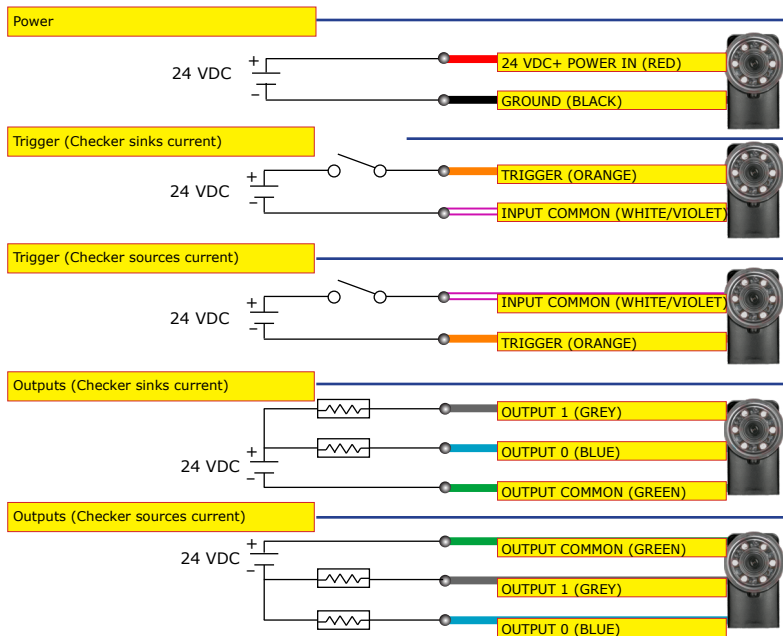 Power
+
24 VDC
−
24 VDC+ POWER IN (RED)
GROUND (BLACK)
Trigger (Checker sinks current)
+
24 VDC
−
TRIGGER (ORANGE)
INPUT COMMON (WHITE/VIOLET)
Trigger (Checker sources current)
+
24 VDC
−
INPUT COMMON (WHITE/VIOLET)
TRIGGER (ORANGE)
Outputs (Checker sinks current)
+
24 VDC
−
OUTPUT 1 (GREY)
OUTPUT 0 (BLUE)
OUTPUT COMMON (GREEN)
Outputs (Checker sources current)
+
24 VDC
−
OUTPUT COMMON (GREEN)
OUTPUT 1 (GREY)
OUTPUT 0 (BLUE)